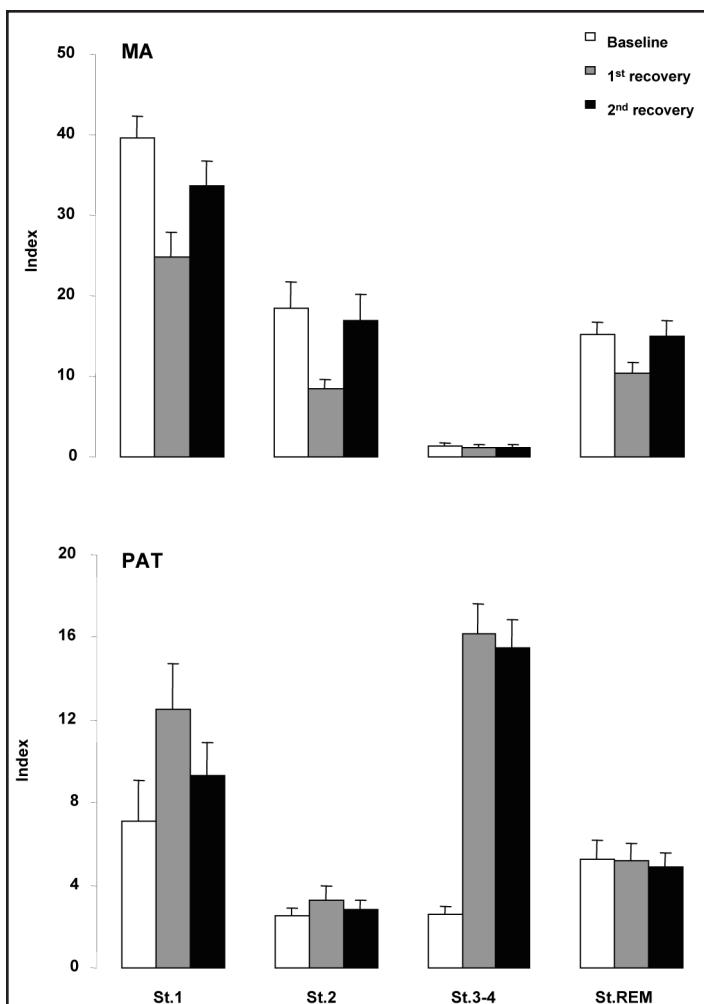 MA
Baseline
1st recovery
2nd recovery
50
40
30
20
10
0
Index
PAT
20
16
12
8
4
0
Index
St.1 St.2 St.3-4 St.REM